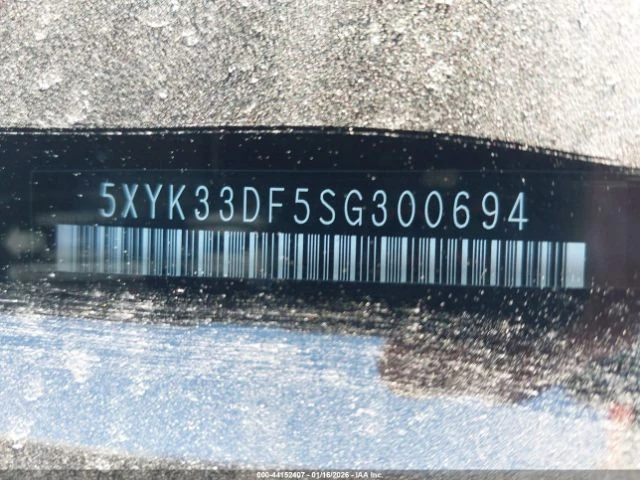 5XYK33DF5SG300694
000-44152407 - 01/16/2026 - IAA Inc.